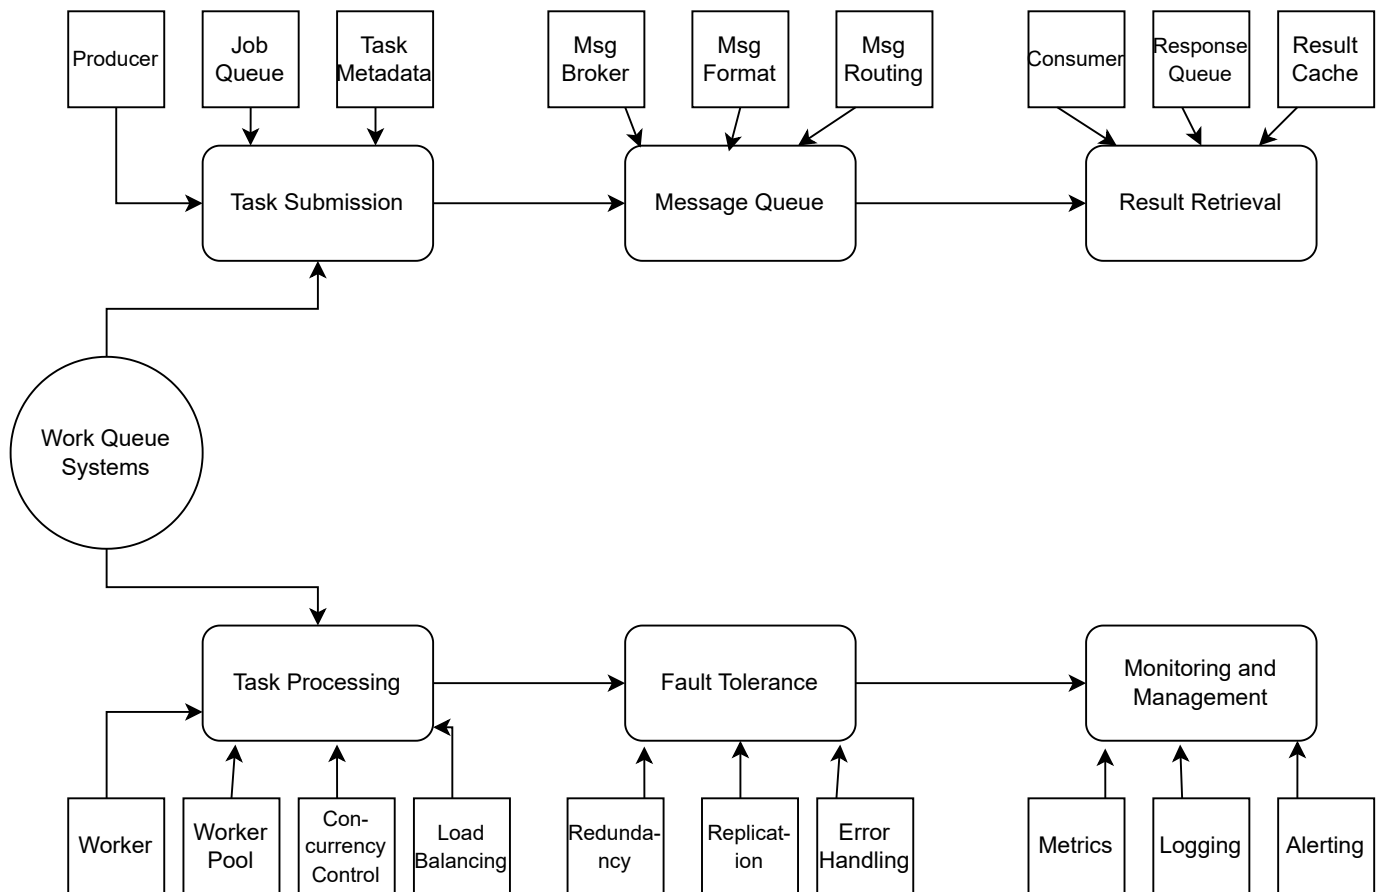 Producer
Job
Queue
Task
Metadata
Msg
Broker
Msg
Format
Msg
Routing
Consumer
Response
Queue
Result
Cache
Task Submission
Message Queue
Result Retrieval
Work Queue
Systems
Task Processing
Fault Tolerance
Monitoring and
Management
Worker
Worker
Pool
Con-
currency
Control
Load
Balancing
Redunda-
ncy
Replicat-
ion
Error
Handling
Metrics
Logging
Alerting